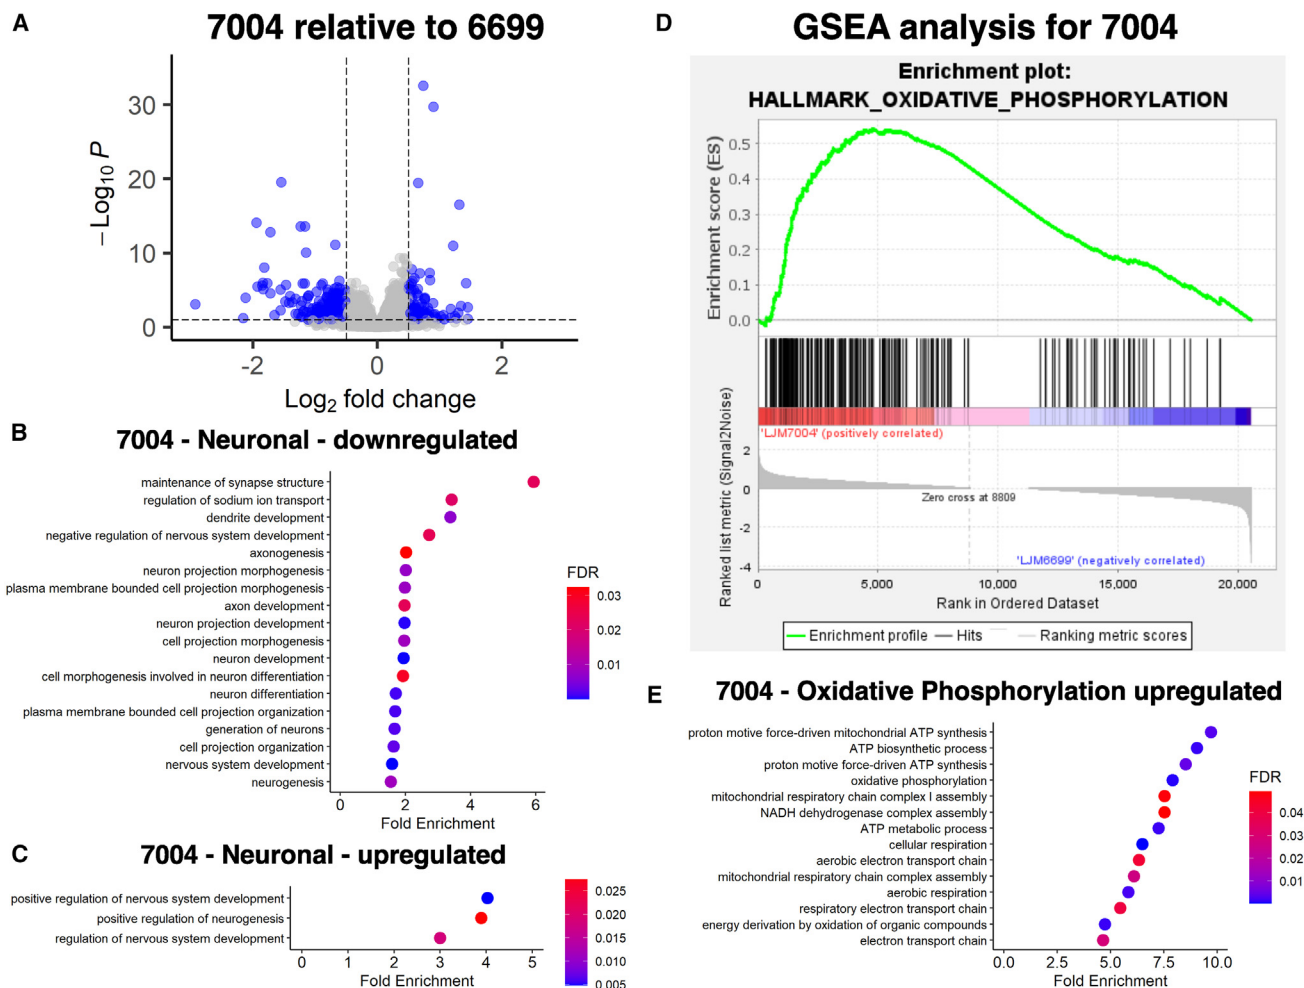 A
7004 relative to 6699
30
20
10
0
−Log10 P
-2
0
2
Log2 fold change
B
7004 - Neuronal - downregulated
maintenance of synapse structure
regulation of sodium ion transport
dendrite development
negative regulation of nervous system development
axonogenesis
neuron projection morphogenesis
plasma membrane bounded cell projection morphogenesis
axon development
neuron projection development
cell projection morphogenesis
neuron development
cell morphogenesis involved in neuron differentiation
neuron differentiation
plasma membrane bounded cell projection organization
generation of neurons
cell projection organization
nervous system development
neurogenesis
0
2
4
6
Fold Enrichment
FDR
0.03
0.02
0.01
C
7004 - Neuronal - upregulated
positive regulation of nervous system development
positive regulation of neurogenesis
regulation of nervous system development
0
1
2
3
4
5
Fold Enrichment
0.025
0.020
0.015
0.010
0.005
D
GSEA analysis for 7004
Enrichment plot:
HALLMARK_OXIDATIVE_PHOSPHORYLATION
Enrichment score (ES)
0.5
0.4
0.3
0.2
0.1
0.0
'LJM7004' (positively correlated)
Ranked list metric (Signal2Noise)
2
0
-2
-4
Zero cross at 8809
'LJM6699' (negatively correlated)
0
5,000
10,000
15,000
20,000
Rank in Ordered Dataset
Enrichment profile
Hits
Ranking metric scores
E
7004 - Oxidative Phosphorylation upregulated
proton motive force-driven mitochondrial ATP synthesis
ATP biosynthetic process
proton motive force-driven ATP synthesis
oxidative phosphorylation
mitochondrial respiratory chain complex I assembly
NADH dehydrogenase complex assembly
ATP metabolic process
cellular respiration
aerobic electron transport chain
mitochondrial respiratory chain complex assembly
aerobic respiration
respiratory electron transport chain
energy derivation by oxidation of organic compounds
electron transport chain
0.0
2.5
5.0
7.5
10.0
Fold Enrichment
FDR
0.04
0.03
0.02
0.01